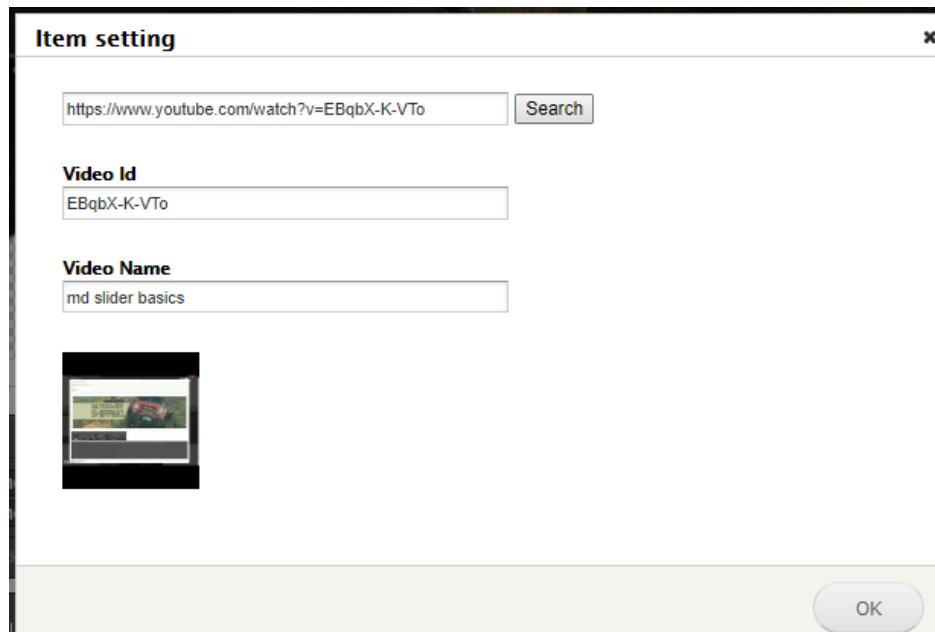 Item setting
https://www.youtube.com/watch?v=EBqbX-K-VTo
Search
Video Id
EBqbX-K-VTo
Video Name
md slider basics
SHIPPING
OK